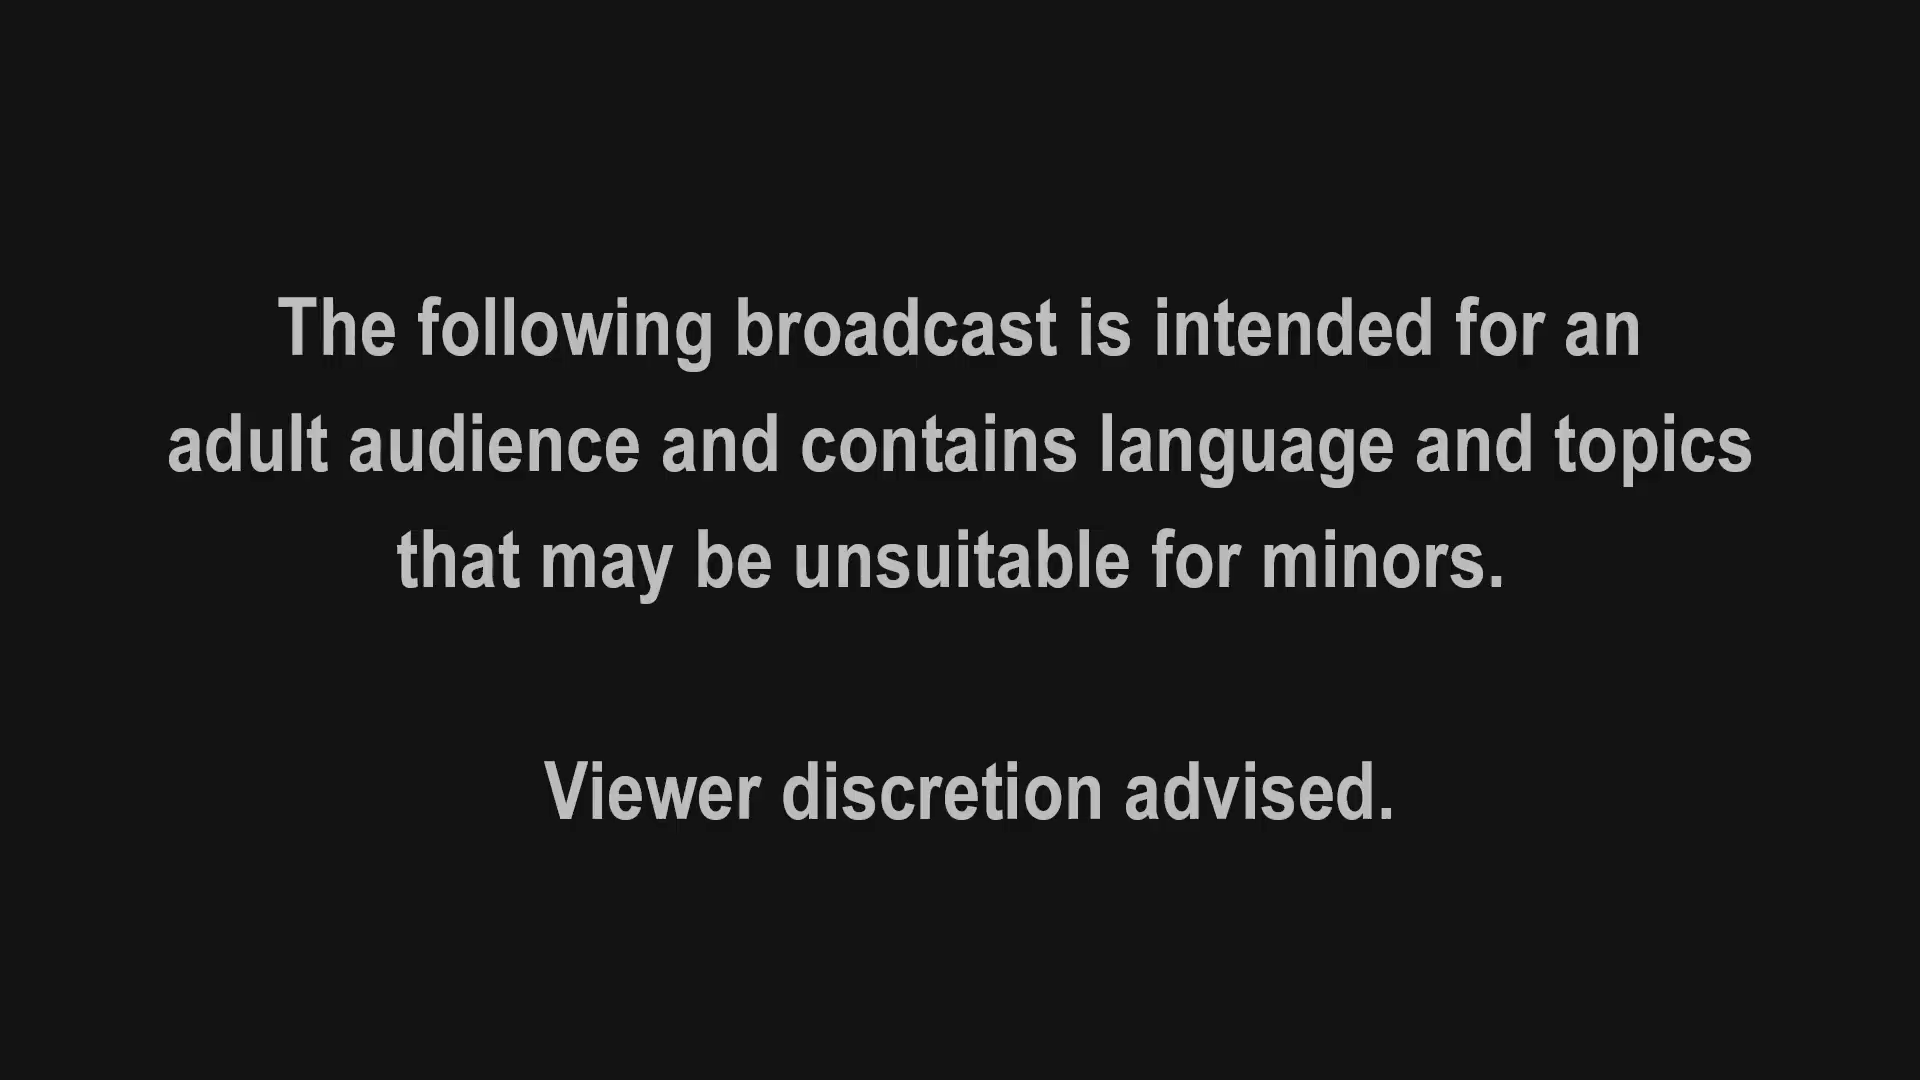 The following broadcast is intended for an
adult audience and contains language and topics
that may be unsuitable for minors.
Viewer discretion advised.